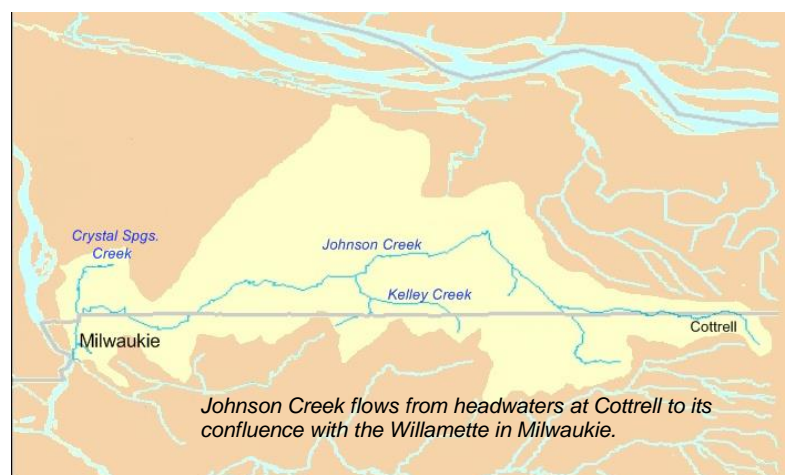 Crystal Spgs.
Creek
Johnson Creek
Kelley Creek
Milwaukie
Cottrell
Johnson Creek flows from headwaters at Cottrell to its
confluence with the Willamette in Milwaukie.